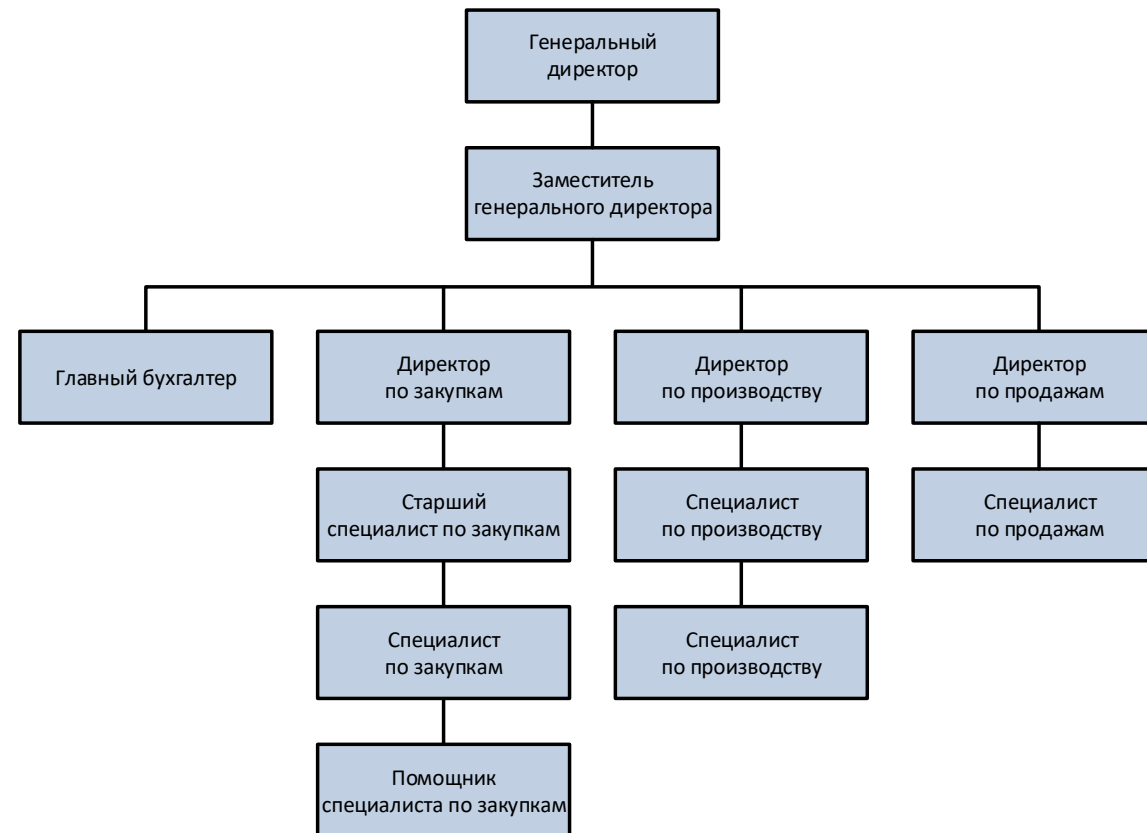 Генеральный
директор
Заместитель
генерального директора
Главный бухгалтер
Директор
по закупкам
Директор
по производству
Директор
по продажам
Старший
специалист по закупкам
Специалист
по производству
Специалист
по продажам
Специалист
по закупкам
Специалист
по производству
Помощник
специалиста по закупкам